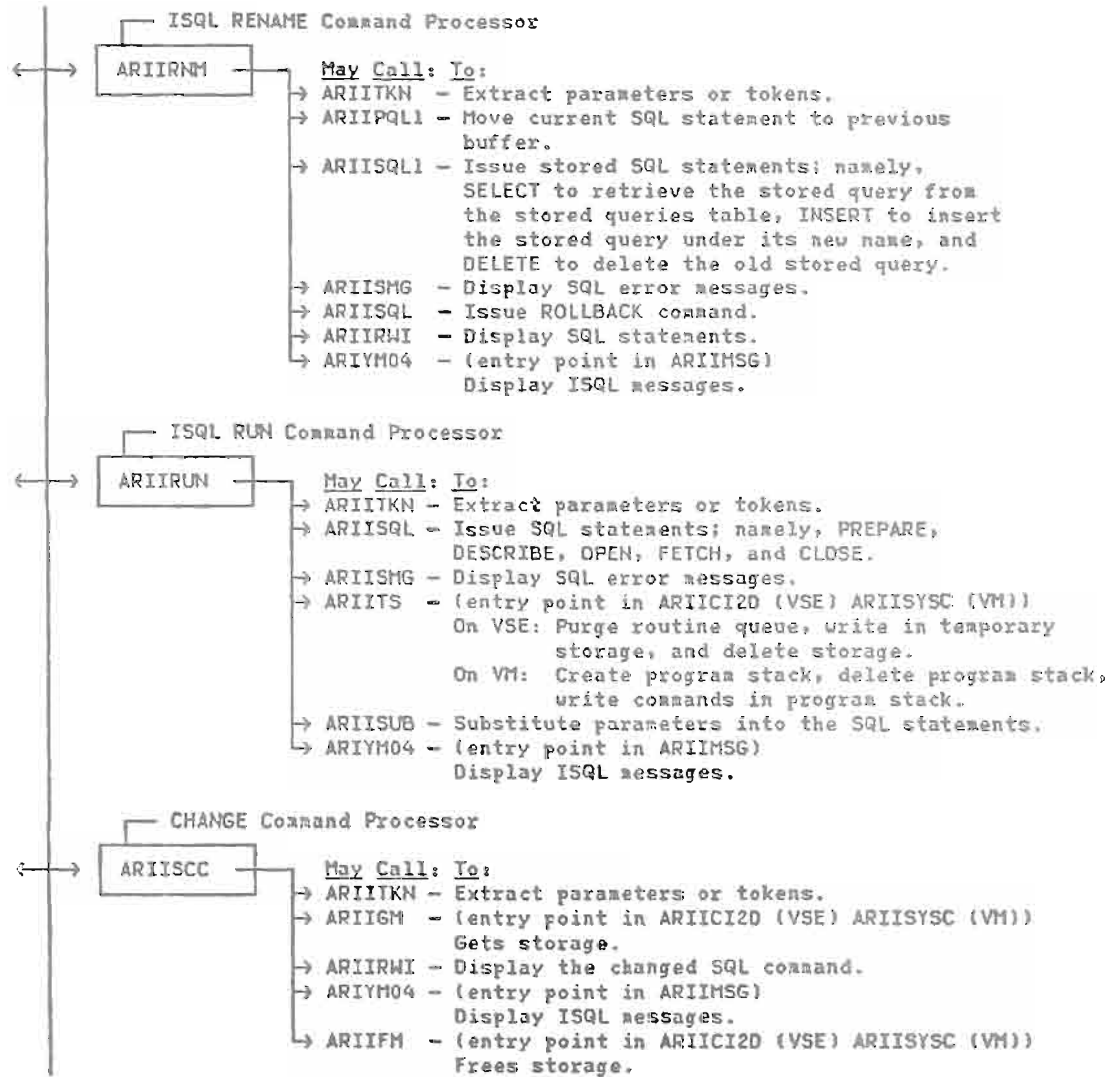 ISQL RENAME Command Processor
ARIIRNM
May Call: To:
ARIITKN - Extract parameters or tokens.
ARIIPQL1 - Move current SQL statement to previous
buffer.
ARIISQL1 - Issue stored SQL statements; namely,
SELECT to retrieve the stored query from
the stored queries table, INSERT to insert
the stored query under its new name, and
DELETE to delete the old stored query.
ARIISMG - Display SQL error messages.
ARIISQL - Issue ROLLBACK command.
ARIIRWI - Display SQL statements.
ARIYM04 - (entry point in ARIIMSG)
Display ISQL messages.
ISQL RUN Command Processor
ARIIRUN
May Call: To:
ARIITKN - Extract parameters or tokens.
ARIISQL - Issue SQL statements; namely, PREPARE,
DESCRIBE, OPEN, FETCH, and CLOSE.
ARIISMG - Display SQL error messages.
ARIITS - (entry point in ARIICI2D (VSE) ARIISYSC (VM))
On VSE: Purge routine queue, write in temporary
storage, and delete storage.
On VM: Create program stack, delete program stack,
write commands in program stack.
ARIISUB - Substitute parameters into the SQL statements.
ARIYM04 - (entry point in ARIIMSG)
Display ISQL messages.
CHANGE Command Processor
ARIISCC
May Call: To:
ARIITKN - Extract parameters or tokens.
ARIIGM - (entry point in ARIICI2D (VSE) ARIISYSC (VM))
Gets storage.
ARIIRWI - Display the changed SQL command.
ARIYM04 - (entry point in ARIIMSG)
Display ISQL messages.
ARIIFM - (entry point in ARIICI2D (VSE) ARIISYSC (VM))
Frees storage.